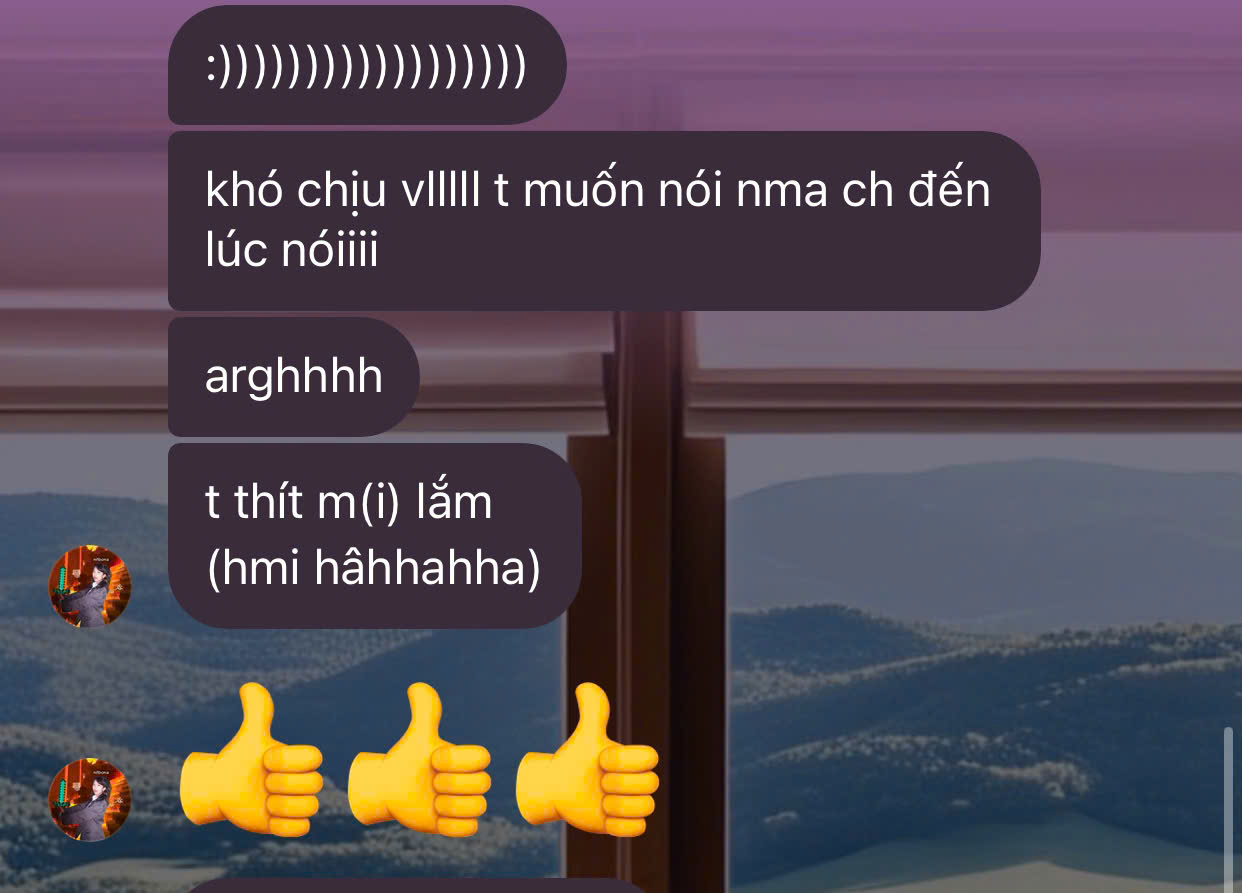 :))))))))))))))))))
khó chịu vlllll t muốn nói nma ch đến
lúc nóiiii
arghhhh
t thít m(i) lắm
(hmi hâhhahha)